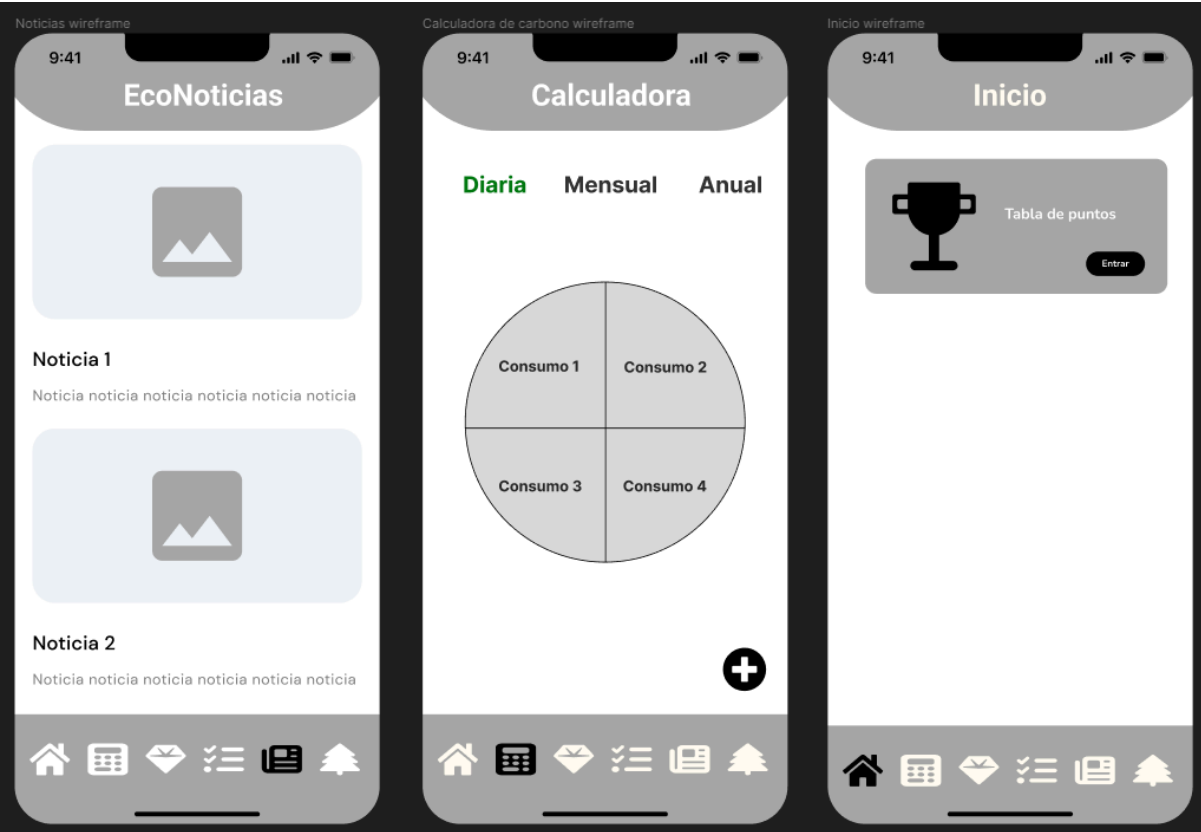 Noticias wireframe
9:41
EcoNoticias
Noticia 1
Noticia noticia noticia noticia noticia noticia
Noticia 2
Noticia noticia noticia noticia noticia noticia
Calculadora de carbono wireframe
9:41
Calculadora
Diaria Mensual Anual
Consumo 1 Consumo 2
Consumo 3 Consumo 4
Inicio wireframe
9:41
Inicio
Tabla de puntos
Entrar